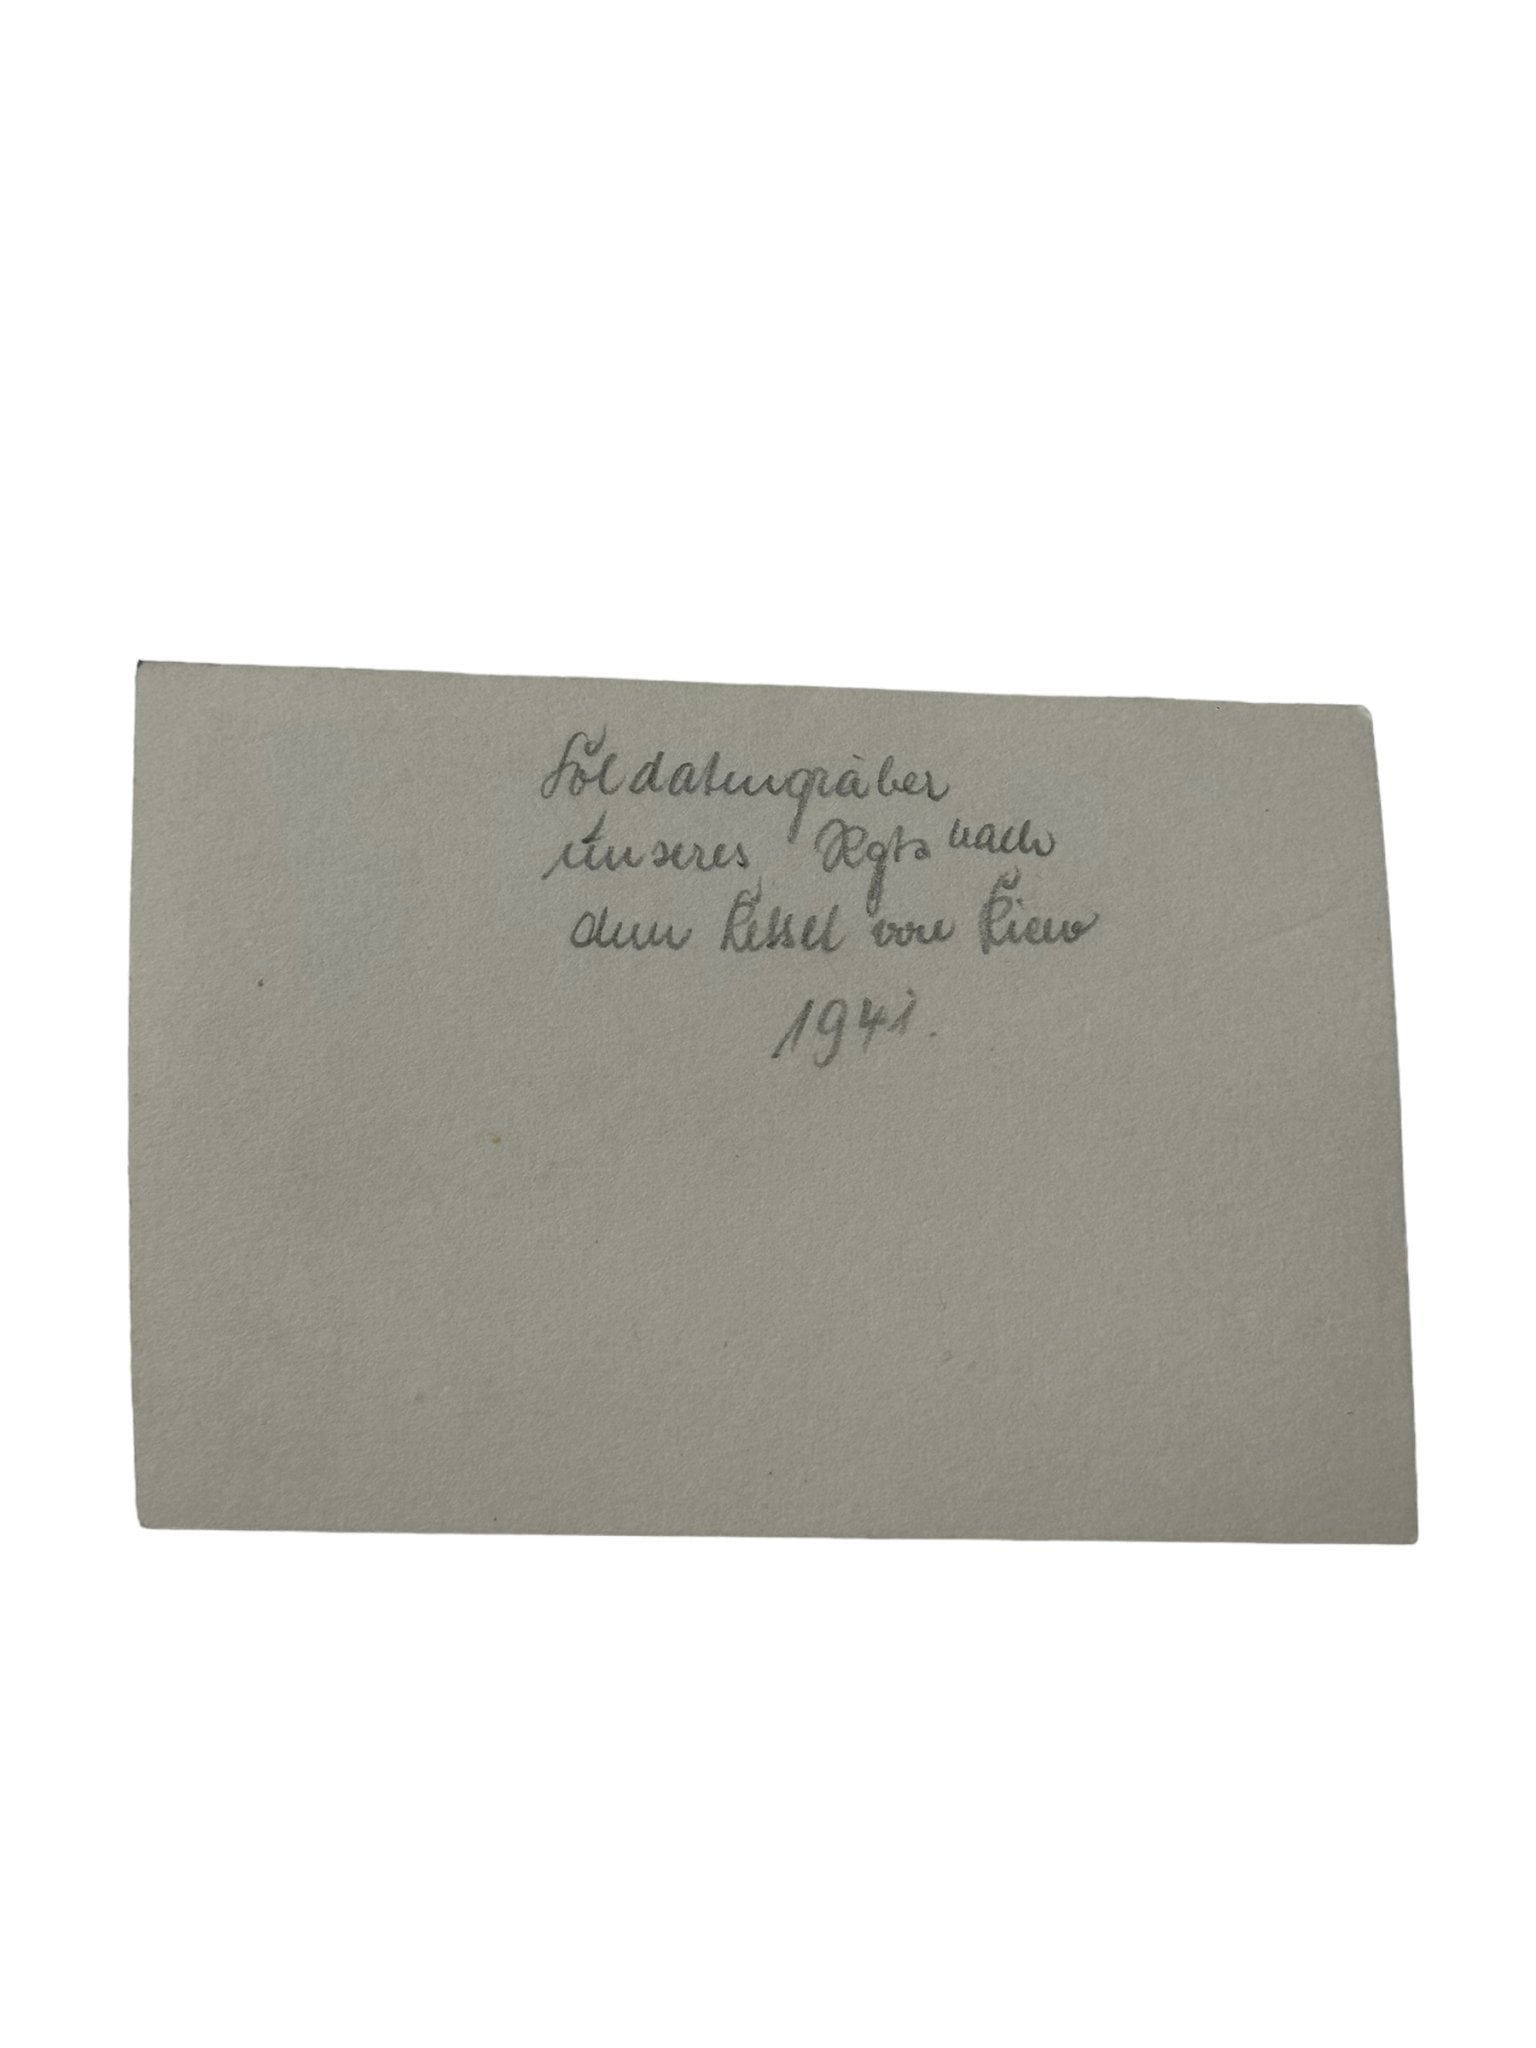 Soldatengräber
unseres Rgts nach
dem Kessel von Kiew
1941.